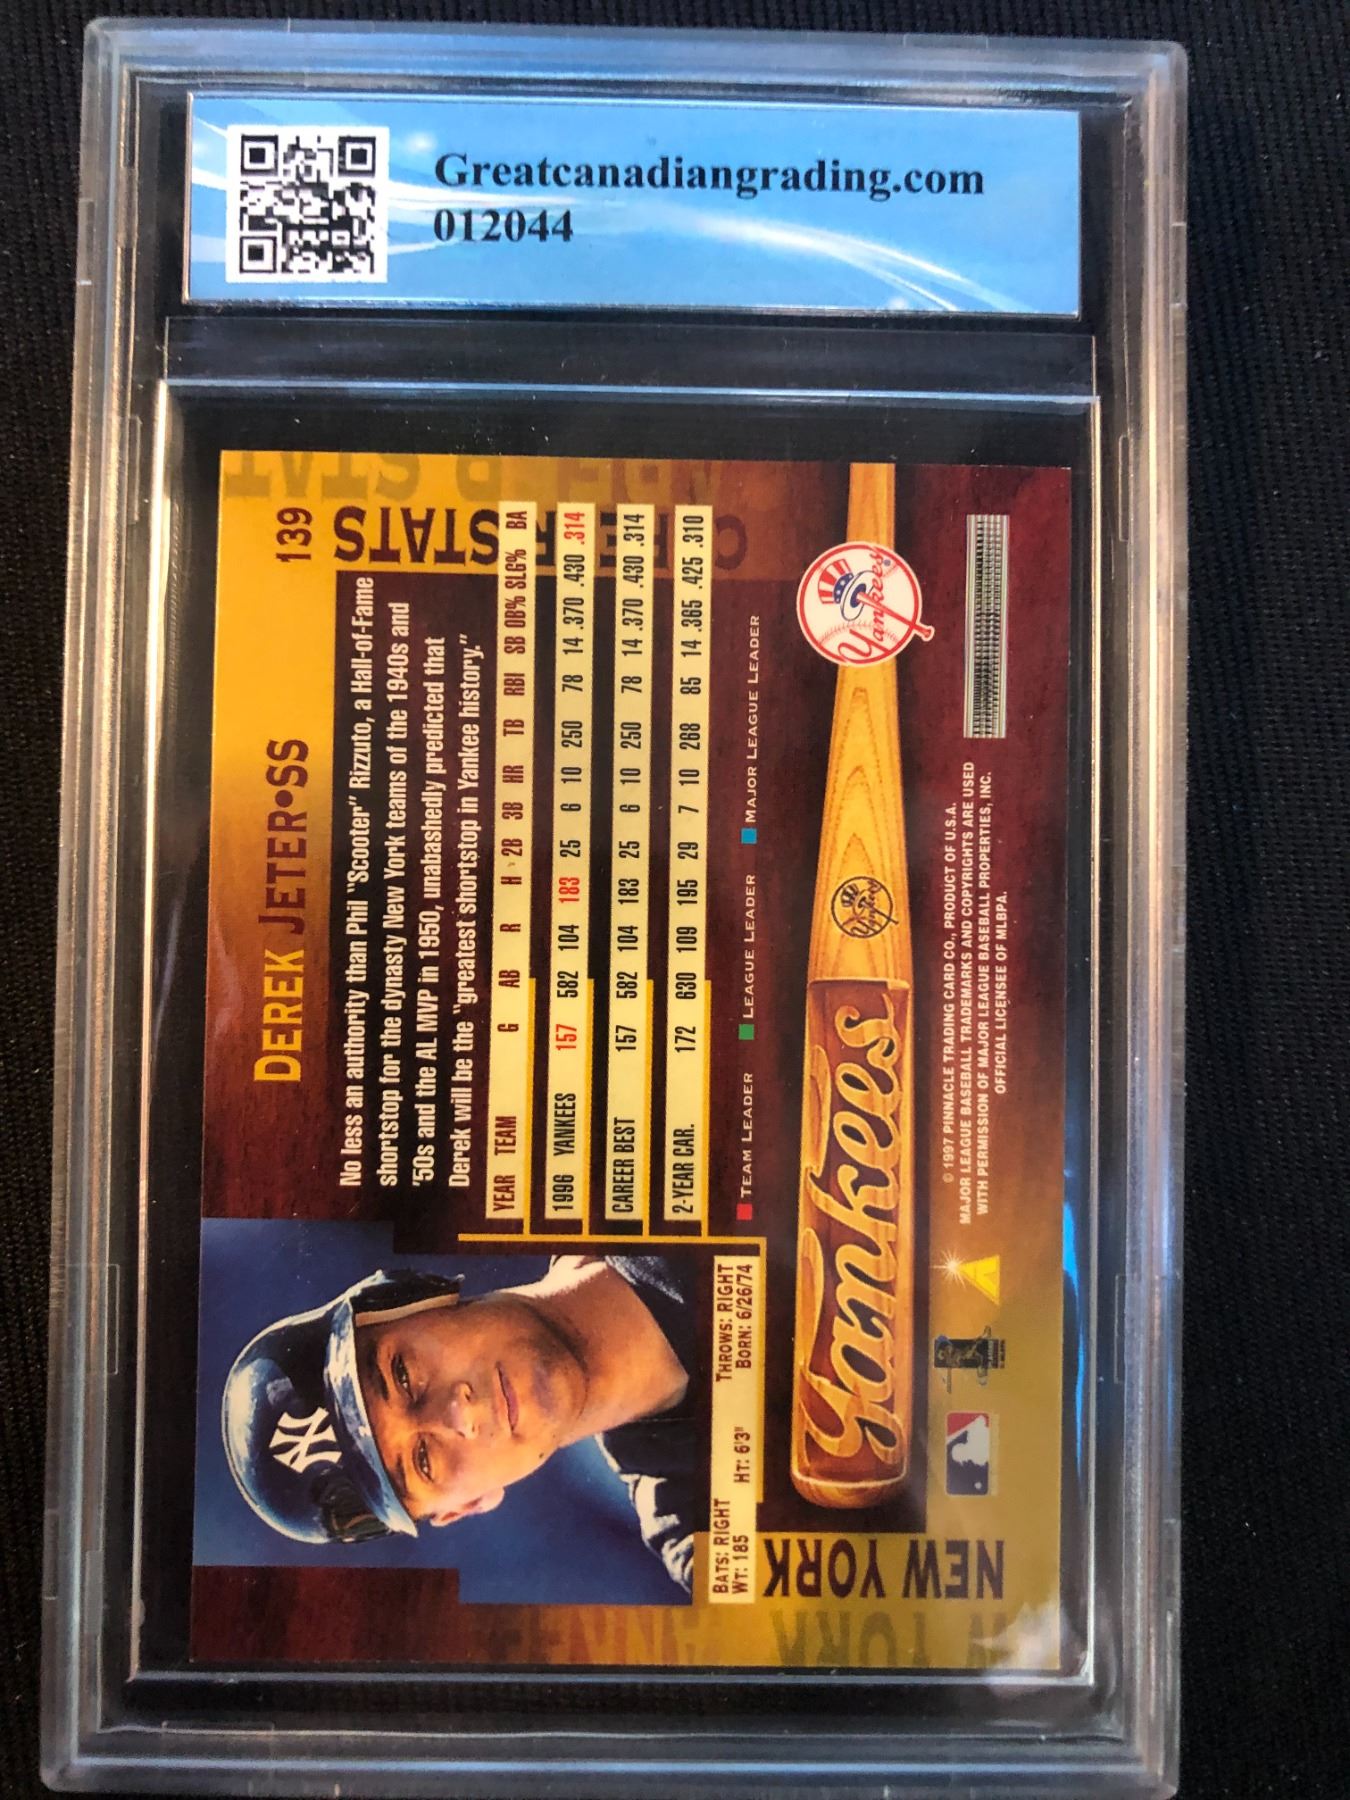 Greatcanadiangrading.com
012044
139
DEREK JETER•SS
CAREER STATS
No less an authority than Phil "Scooter" Rizzuto, a Hall-of-Fame
shortstop for the dynasty New York teams of the 1940s and
'50s and the AL MVP in 1950, unabashedly predicted that
Derek will be the "greatest shortstop in Yankee history."
YEAR TEAM G AB R H 2B 3B HR TB RBI SB OB% SLG% BA
1996 YANKEES 157 582 104 183 25 6 10 250 78 14 .370 .430 .314
CAREER BEST 157 582 104 183 25 6 10 250 78 14 .370 .430 .314
2-YEAR CAR. 172 630 109 195 29 7 10 268 85 14 .365 .425 .310
TEAM LEADER LEAGUE LEADER MAJOR LEAGUE LEADER
BATS: RIGHT THROWS: RIGHT
WT: 185 HT: 6'3" BORN: 6/26/74
NY
Yankees
Yankees
Yankees
NEW YORK
© 1997 PINNACLE TRADING CARD CO., PRODUCT OF U.S.A.
MAJOR LEAGUE BASEBALL TRADEMARKS AND COPYRIGHTS ARE USED
WITH PERMISSION OF MAJOR LEAGUE BASEBALL PROPERTIES, INC.
OFFICIAL LICENSEE OF MLBPA.